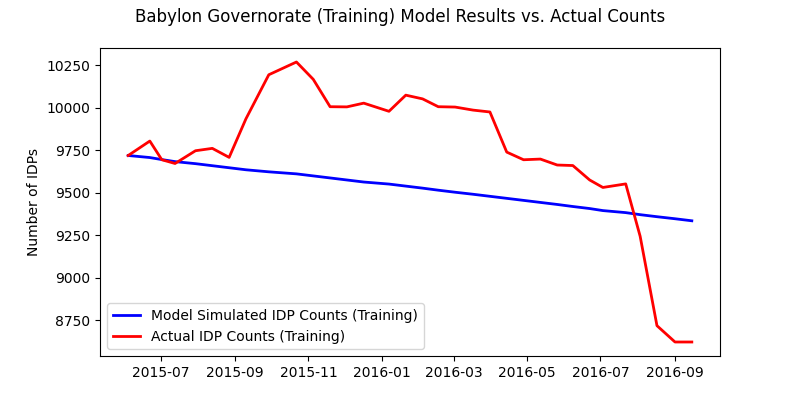 Babylon Governorate (Training) Model Results vs. Actual Counts
Number of IDPs
10250
10000
9750
9500
9250
9000
8750
Model Simulated IDP Counts (Training)
Actual IDP Counts (Training)
2015-07 2015-09 2015-11 2016-01 2016-03 2016-05 2016-07 2016-09